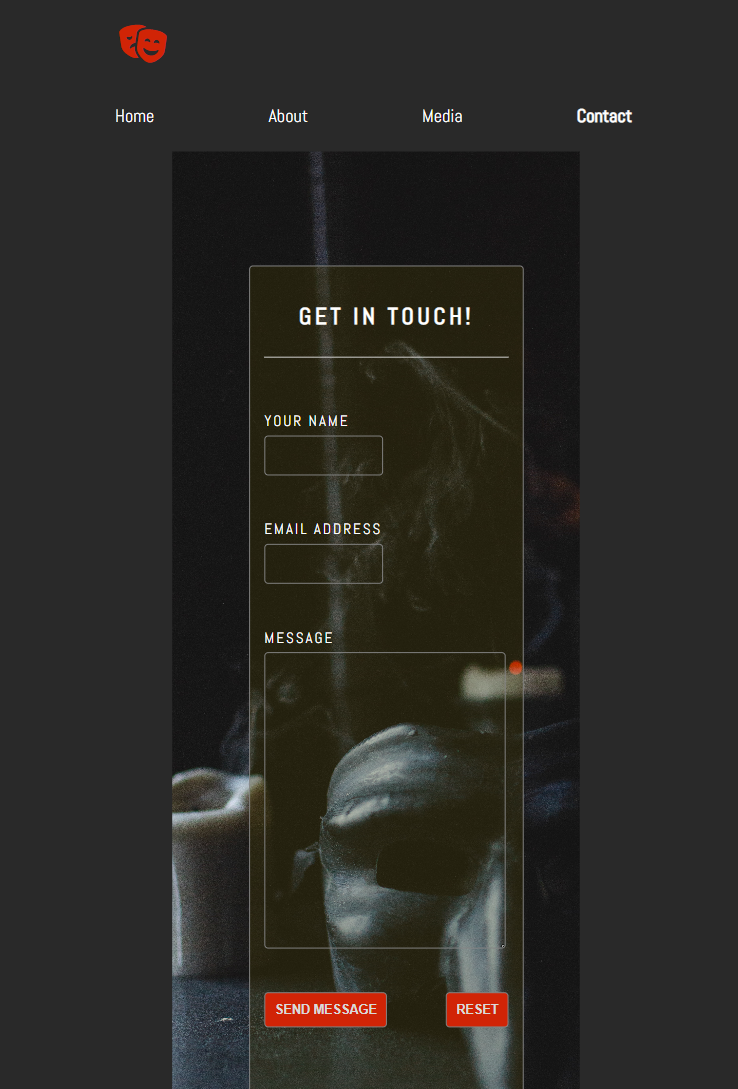 Home About Media Contact
GET IN TOUCH!
YOUR NAME
EMAIL ADDRESS
MESSAGE
SEND MESSAGE RESET